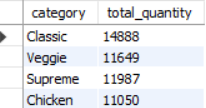 category total_quantity
Classic 14888
Veggie 11649
Supreme 11987
Chicken 11050